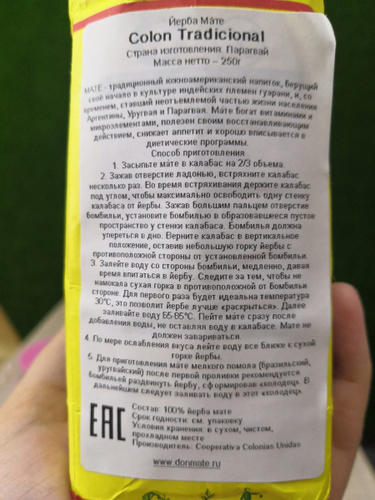 Йерба Мате
Colon Tradicional
Страна изготовления. Парагвай
Масса нетто – 250г
МАТЕ - традиционный южноамериканский напиток, берущий
своё начало в культуре индейских племен гуарани, и, со
временем, ставший неотъемлемой частью жизни населения
Аргентины, Уругвая и Парагвая. Мате богат витаминами и
микроэлементами, полезен своим восстанавливающим
действием, снижает аппетит и хорошо вписывается в
диетические программы.
Способ приготовления
1. Засыпьте мате в калабас на 2/3 объема.
2. Зажав отверстие ладонью, встряхните калабас
несколько раз. Во время встряхивания держите калабас
под углом, чтобы максимально освободить одну стенку
калабаса от йербы. Зажав большим пальцем отверстие
бомбильи, установите бомбилью в образовавшееся пустое
пространство у стенки калабаса. Бомбилья должна
упереться в дно. Верните калабас в вертикальное
положение, оставив небольшую горку йербы с
противоположной стороны от установленной бомбильи.
3. Залейте воду со стороны бомбильи, медленно, давая
время впитаться в йербу. Следите за тем, чтобы не
намокала сухая горка в противоположной от бомбильи
стороне. Для первого раза будет идеальна температура
30°С, это позволит йербе лучше «раскрыться». Далее
заливайте воду 65-85°С. Пейте мате сразу после
добавления воды, не оставляя воду в калабасе. Мате не
должен завариваться.
4. По мере ослабления вкуса лейте воду все ближе к сухой
горке йербы.
5. Для приготовления мате мелкого помола (бразильский,
уругвайский) после первой проливки рекомендуется
бомбильей раздвинуть йербу, сформировав «колодец». В
дальнейшем следует заливать воду в этот «колодец».
ЕАС
Состав: 100% йерба мате
Срок годности: см. упаковку
Условия хранения: в сухом, чистом,
прохладном месте
Производитель: Cooperativa Colonias Unidas
www.donmate.ru